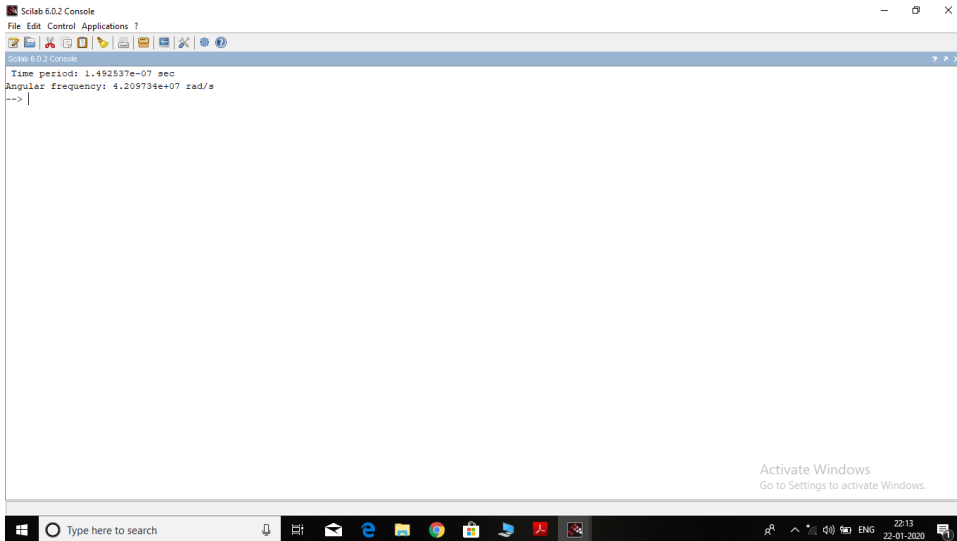 Scilab 6.0.2 Console
File Edit Control Applications ?
Scilab 6.0.2 Console
Time period: 1.492537e-07 sec
Angular frequency: 4.209734e+07 rad/s
-->
Activate Windows
Go to Settings to activate Windows.
Type here to search
ENG
22:13
22-01-2020
1